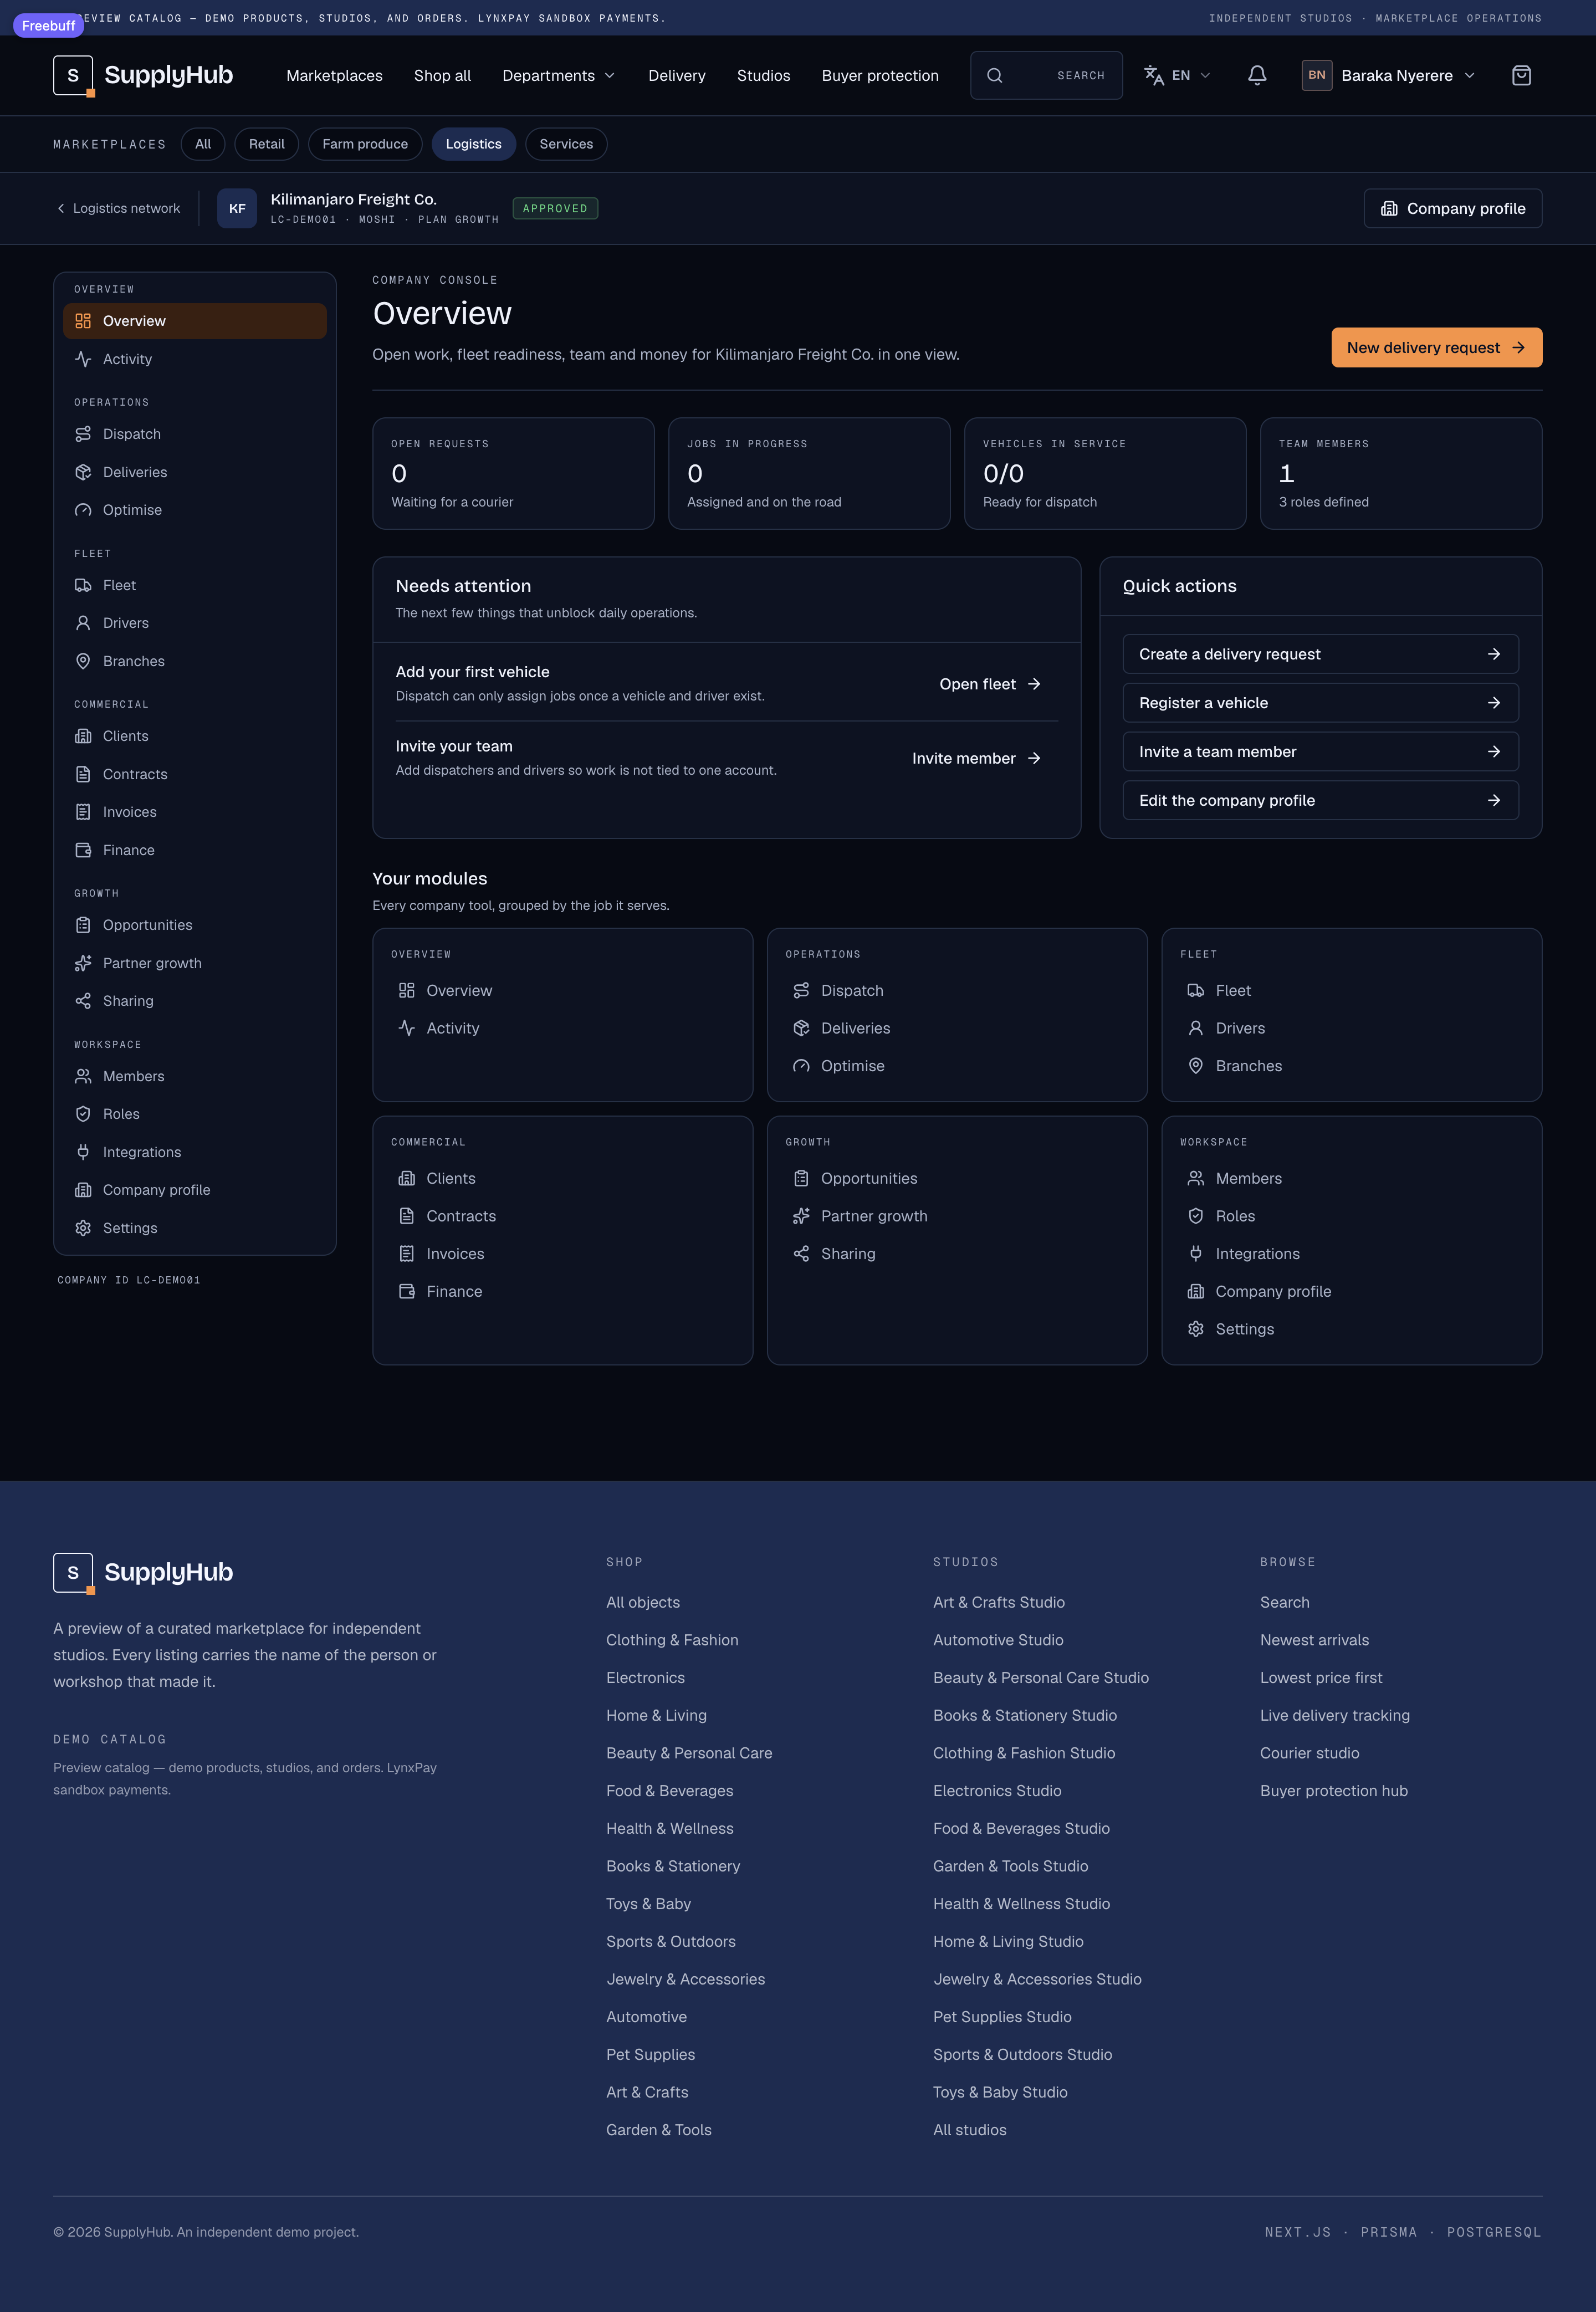 Freebuff
EVIEW CATALOG — DEMO PRODUCTS, STUDIOS, AND ORDERS. LYNXPAY SANDBOX PAYMENTS.
INDEPENDENT STUDIOS · MARKETPLACE OPERATIONS
S SupplyHub
Marketplaces
Shop all
Departments
Delivery
Studios
Buyer protection
SEARCH
EN
BN Baraka Nyerere
MARKETPLACES
All
Retail
Farm produce
Logistics
Services
Logistics network
KF
Kilimanjaro Freight Co.
LC-DEMO01 · MOSHI · PLAN GROWTH
APPROVED
Company profile
OVERVIEW
Overview
Activity
OPERATIONS
Dispatch
Deliveries
Optimise
FLEET
Fleet
Drivers
Branches
COMMERCIAL
Clients
Contracts
Invoices
Finance
GROWTH
Opportunities
Partner growth
Sharing
WORKSPACE
Members
Roles
Integrations
Company profile
Settings
COMPANY ID LC-DEMO01
COMPANY CONSOLE
Overview
Open work, fleet readiness, team and money for Kilimanjaro Freight Co. in one view.
New delivery request
OPEN REQUESTS
0
Waiting for a courier
JOBS IN PROGRESS
0
Assigned and on the road
VEHICLES IN SERVICE
0/0
Ready for dispatch
TEAM MEMBERS
1
3 roles defined
Needs attention
The next few things that unblock daily operations.
Add your first vehicle
Dispatch can only assign jobs once a vehicle and driver exist.
Open fleet
Invite your team
Add dispatchers and drivers so work is not tied to one account.
Invite member
Quick actions
Create a delivery request
Register a vehicle
Invite a team member
Edit the company profile
Your modules
Every company tool, grouped by the job it serves.
OVERVIEW
Overview
Activity
OPERATIONS
Dispatch
Deliveries
Optimise
FLEET
Fleet
Drivers
Branches
COMMERCIAL
Clients
Contracts
Invoices
Finance
GROWTH
Opportunities
Partner growth
Sharing
WORKSPACE
Members
Roles
Integrations
Company profile
Settings
S SupplyHub
A preview of a curated marketplace for independent
studios. Every listing carries the name of the person or
workshop that made it.
DEMO CATALOG
Preview catalog — demo products, studios, and orders. LynxPay
sandbox payments.
SHOP
All objects
Clothing & Fashion
Electronics
Home & Living
Beauty & Personal Care
Food & Beverages
Health & Wellness
Books & Stationery
Toys & Baby
Sports & Outdoors
Jewelry & Accessories
Automotive
Pet Supplies
Art & Crafts
Garden & Tools
STUDIOS
Art & Crafts Studio
Automotive Studio
Beauty & Personal Care Studio
Books & Stationery Studio
Clothing & Fashion Studio
Electronics Studio
Food & Beverages Studio
Garden & Tools Studio
Health & Wellness Studio
Home & Living Studio
Jewelry & Accessories Studio
Pet Supplies Studio
Sports & Outdoors Studio
Toys & Baby Studio
All studios
BROWSE
Search
Newest arrivals
Lowest price first
Live delivery tracking
Courier studio
Buyer protection hub
© 2026 SupplyHub. An independent demo project.
NEXT.JS · PRISMA · POSTGRESQL